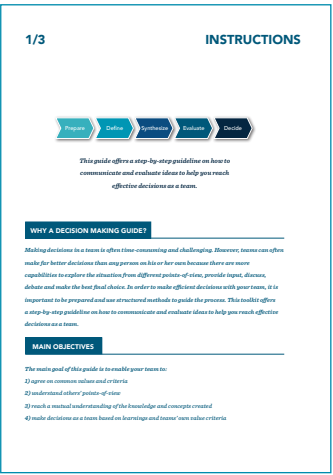 1/3
INSTRUCTIONS
Prepare
Define
Synthesize
Evaluate
Decide
This guide offers a step-by-step guideline on how to
communicate and evaluate ideas to help you reach
effective decisions as a team.
WHY A DECISION MAKING GUIDE?
Making decisions in a team is often time-consuming and challenging. However, teams can often
make far better decisions than any person on his or her own because there are more
capabilities to explore the situation from different points-of-view, provide input, discuss,
debate and make the best final choice. In order to make efficient decisions with your team, it is
important to be prepared and use structured methods to guide the process. This toolkit offers
a step-by-step guideline on how to communicate and evaluate ideas to help you reach effective
decisions as a team.
MAIN OBJECTIVES
The main goal of this guide is to enable your team to:
1) agree on common values and criteria
2) understand others' points-of-view
3) reach a mutual understanding of the knowledge and concepts created
4) make decisions as a team based on learnings and teams' own value criteria